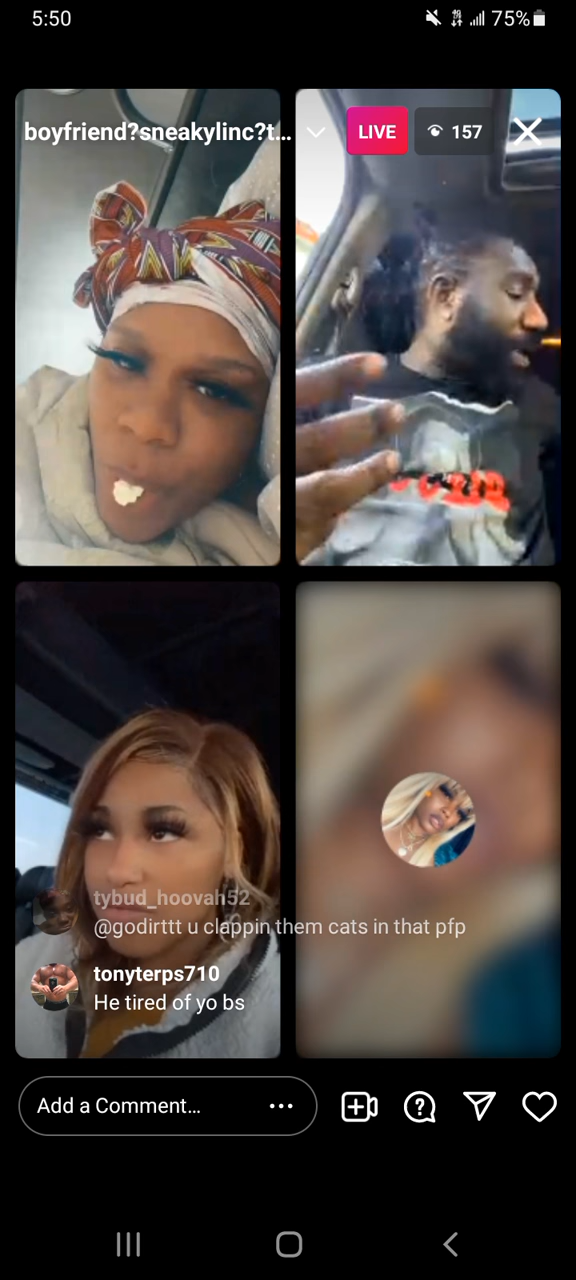 5:50
75%
boyfriend?sneakylinc?t...
LIVE
157
tybud_hoovah52
@godirttt u clappin them cats in that pfp
tonyterps710
He tired of yo bs
Add a Comment...